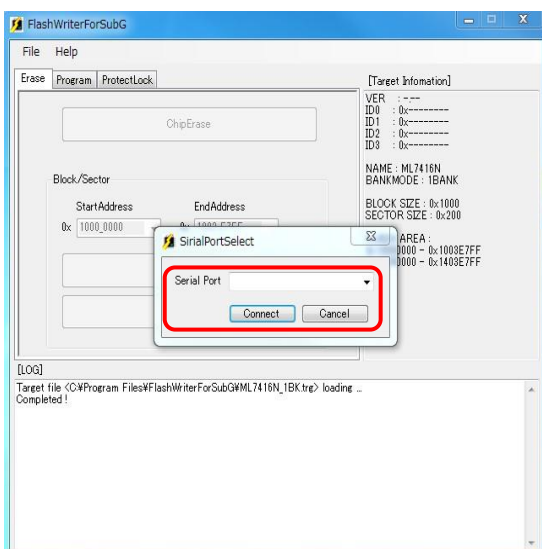 FlashWriterForSubG
File Help
Erase Program ProtectLock
[Target Infomation]
VER : -.--
ID0 : 0x--------
ID1 : 0x--------
ID2 : 0x--------
ID3 : 0x--------
NAME : ML7416N
BANKMODE : 1BANK
BLOCK SIZE : 0x1000
SECTOR SIZE : 0x200
AREA :
0000 - 0x1003E7FF
0000 - 0x1403E7FF
ChipErase
Block/Sector
StartAddress EndAddress
0x 1000_0000
SirialPortSelect
Serial Port
Connect Cancel
[LOG]
Target file <C:¥Program Files¥FlashWriterForSubG¥ML7416N_1BK.trg> loading ...
Completed !